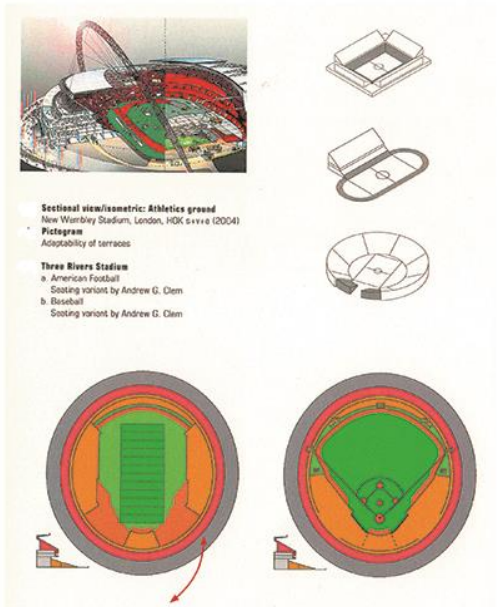 Sectional view/isometric: Athletics ground
New Wembley Stadium, London, HOK s+v+e (2004)
Pictogram
Adaptability of terraces
Three Rivers Stadium
a. American Football
Seating variant by Andrew G. Clem
b. Baseball
Seating variant by Andrew G. Clem